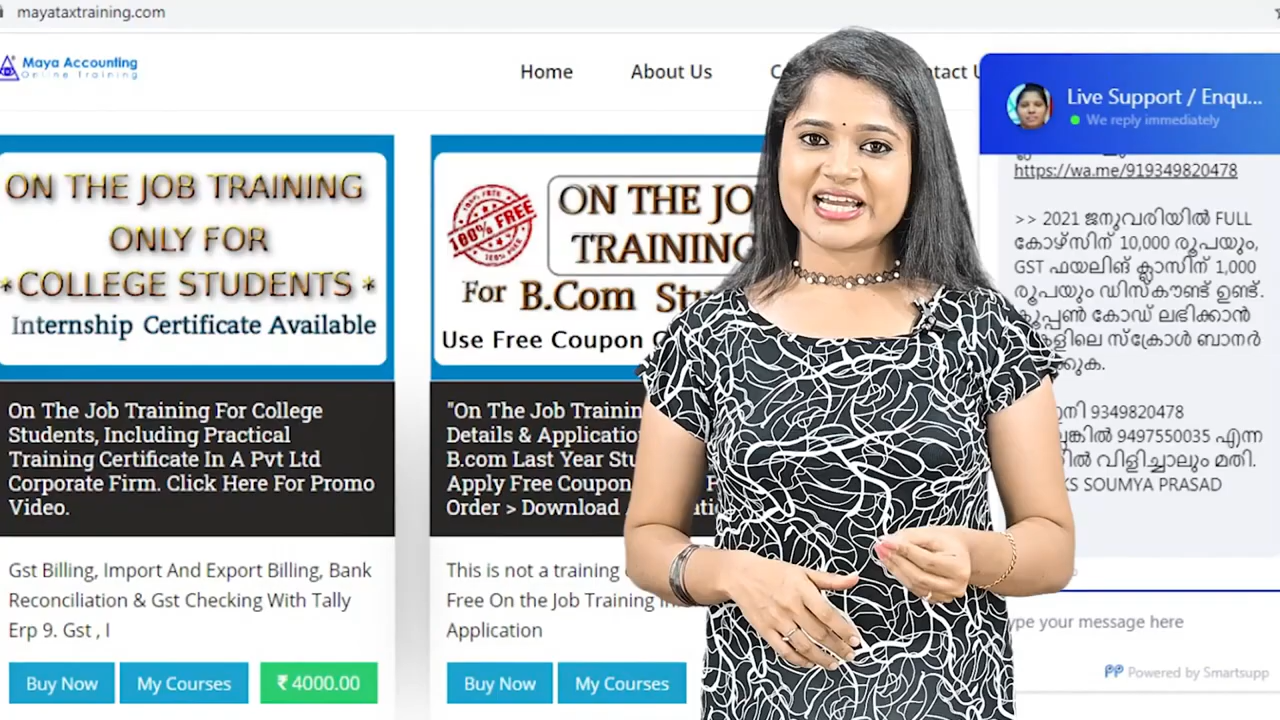 mayataxtraining.com
Maya Accounting
Online Training
Home
About Us
Live Support / Enqu...
We reply immediately
ON THE JOB TRAINING
ONLY FOR
*COLLEGE STUDENTS *
Internship Certificate Available
On The Job Training For College
Students, Including Practical
Training Certificate In A Pvt Ltd
Corporate Firm. Click Here For Promo
Video.
Gst Billing, Import And Export Billing, Bank
Reconciliation & Gst Checking With Tally
Erp 9. Gst , I
Buy Now
My Courses
₹ 4000.00
100% FREE
ON THE JO
TRAINING
For B.Com Stu
Use Free Coupon
"On The Job Trainin
Details & Applicatio
B.com Last Year Stu
Apply Free Coupon
Order > Download
This is not a training
Free On the Job Training
Application
Buy Now
My Courses
https://wa.me/919349820478
>> 2021 ജനുവരിയിൽ FULL
കോഴ്സിന് 10,000 രൂപയും,
GST ഫയലിങ് ക്ലാസിന് 1,000
രൂപയും ഡിസ്കൗണ്ട് ഉണ്ട്.
കൂപ്പൺ കോഡ് ലഭിക്കാൻ
സ്ക്രോൾ ബാനർ
9349820478
9497550035 എന്ന
വിളിച്ചാലും മതി.
SOUMYA PRASAD
ype your message here
Powered by Smartsupp